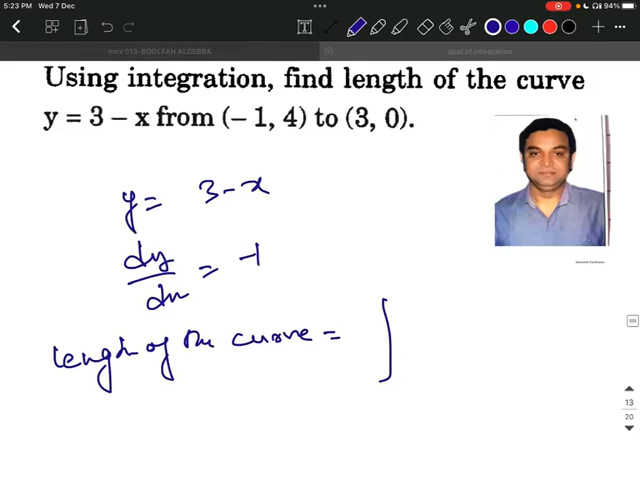 5:23 PM Wed 7 Dec
94%
mcs 013-BOOLEAN ALGEBRA
appl of integration
Using integration, find length of the curve
y = 3 – x from (– 1, 4) to (3, 0).
y = 3-x
dy/dx = -1
length of the curve = ∫
13
20